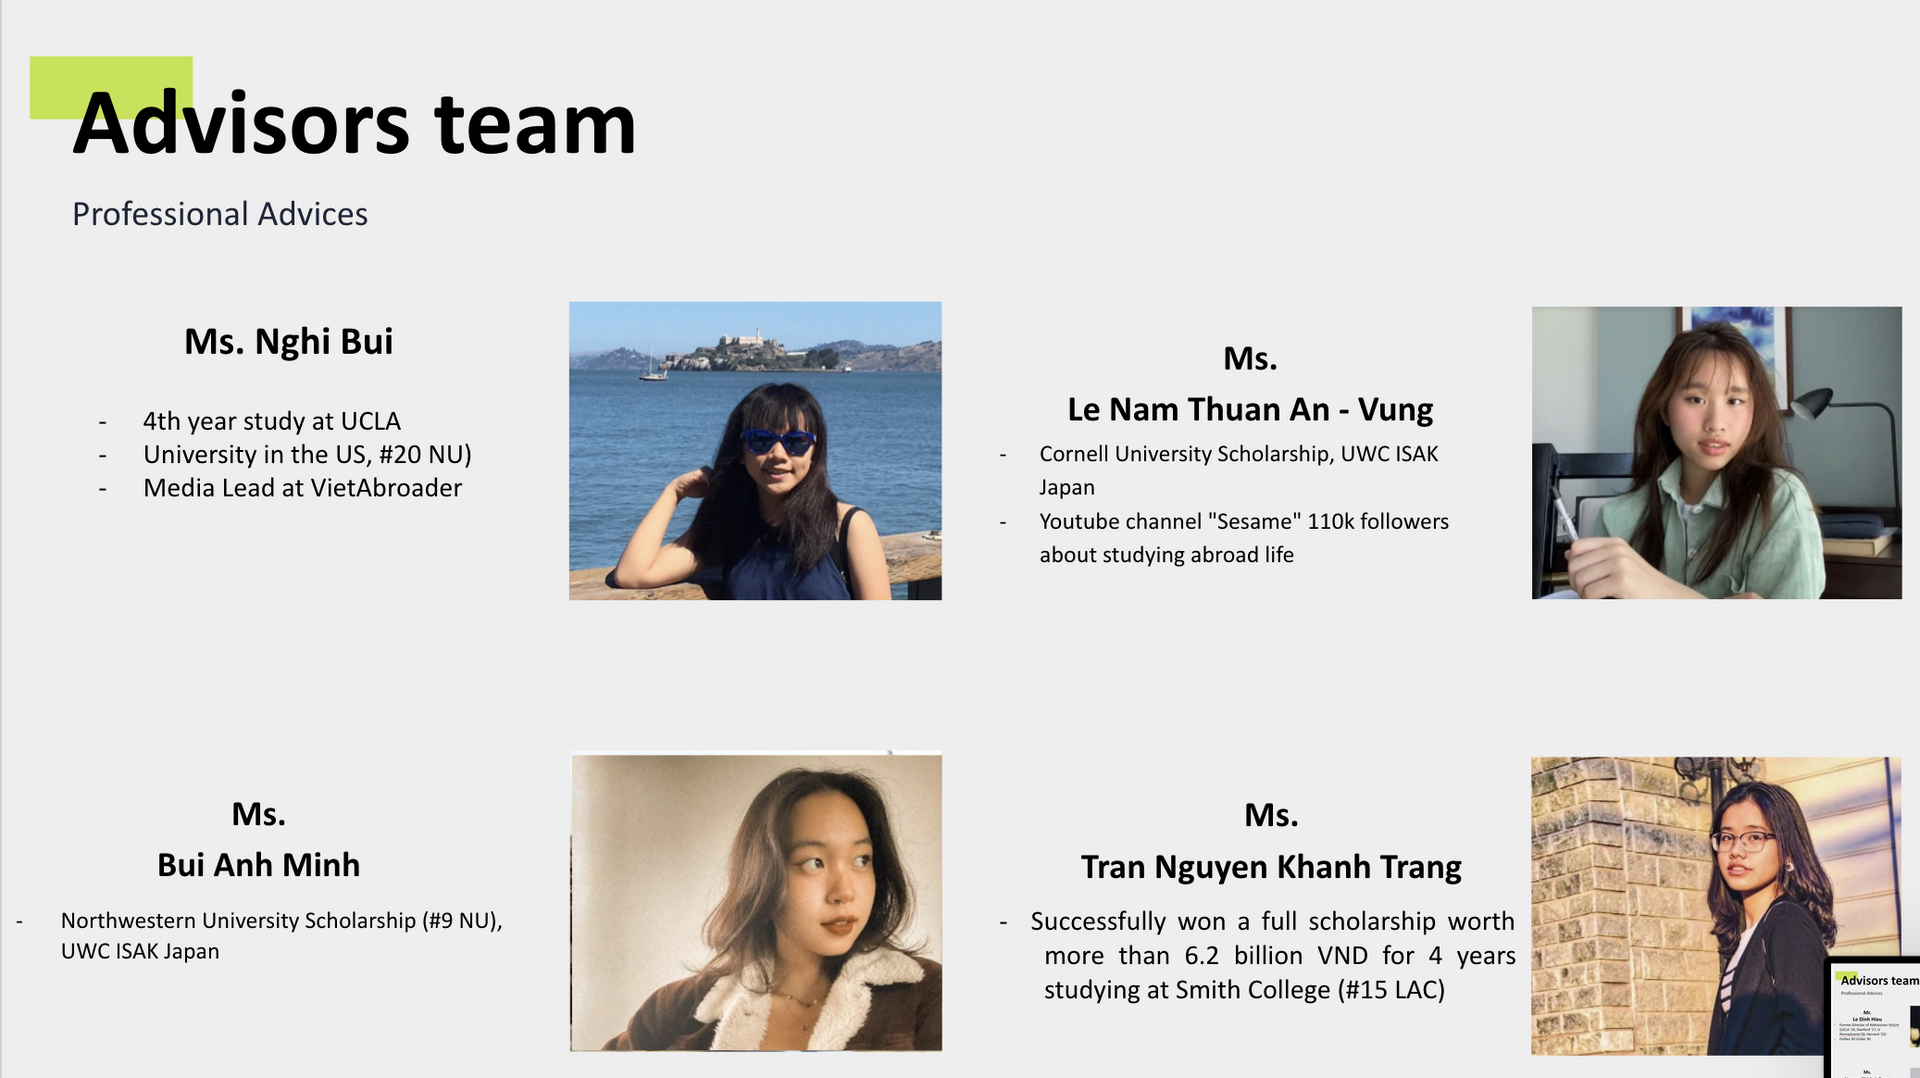 Advisors team
Professional Advices
Ms. Nghi Bui
- 4th year study at UCLA
- University in the US, #20 NU)
- Media Lead at VietAbroader
Ms.
Le Nam Thuan An - Vung
- Cornell University Scholarship, UWC ISAK
Japan
- Youtube channel "Sesame" 110k followers
about studying abroad life
Ms.
Bui Anh Minh
- Northwestern University Scholarship (#9 NU),
UWC ISAK Japan
Ms.
Tran Nguyen Khanh Trang
- Successfully won a full scholarship worth
more than 6.2 billion VND for 4 years
studying at Smith College (#15 LAC)
Advisors team
Professional Advices
Mr.
Le Dinh Hieu
Ms.